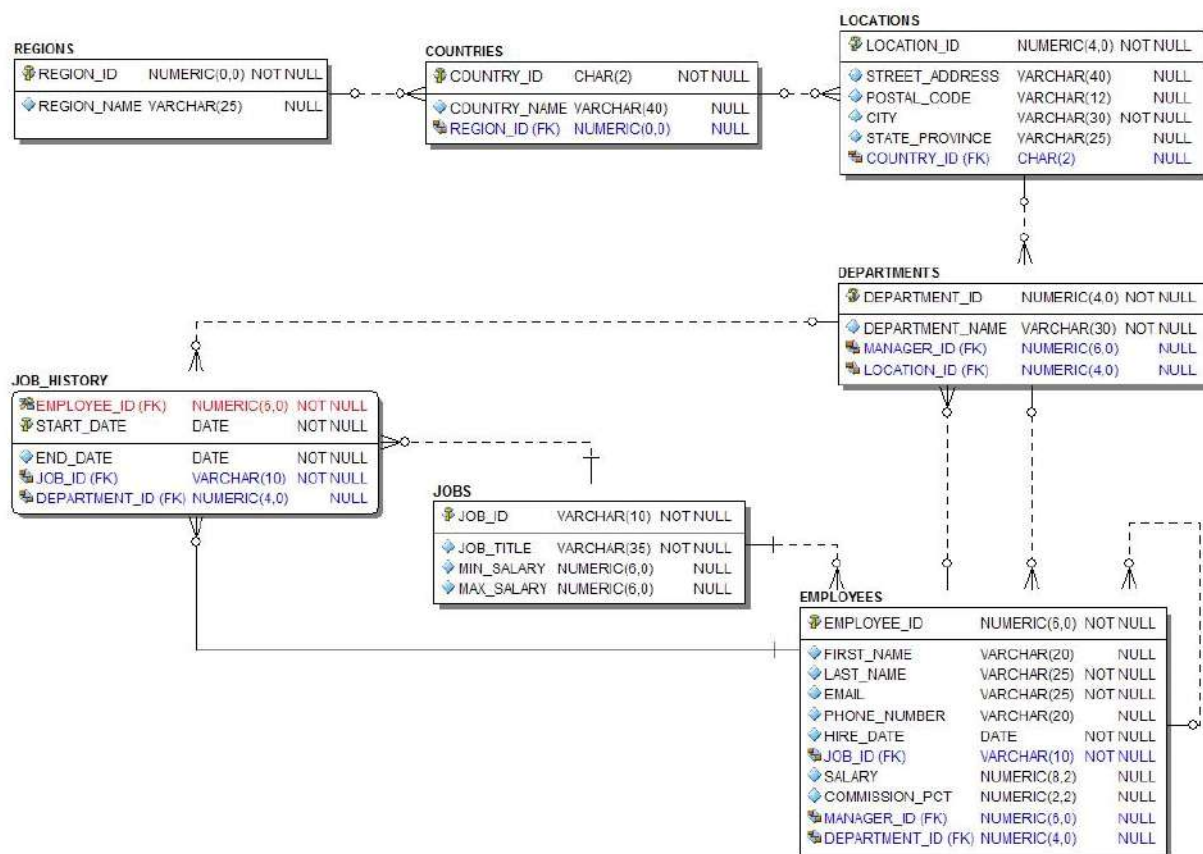 REGIONS
REGION_ID NUMERIC(0,0) NOT NULL
REGION_NAME VARCHAR(25) NULL
COUNTRIES
COUNTRY_ID CHAR(2) NOT NULL
COUNTRY_NAME VARCHAR(40) NULL
REGION_ID (FK) NUMERIC(0,0) NULL
LOCATIONS
LOCATION_ID NUMERIC(4,0) NOT NULL
STREET_ADDRESS VARCHAR(40) NULL
POSTAL_CODE VARCHAR(12) NULL
CITY VARCHAR(30) NOT NULL
STATE_PROVINCE VARCHAR(25) NULL
COUNTRY_ID (FK) CHAR(2) NULL
DEPARTMENTS
DEPARTMENT_ID NUMERIC(4,0) NOT NULL
DEPARTMENT_NAME VARCHAR(30) NOT NULL
MANAGER_ID (FK) NUMERIC(6,0) NULL
LOCATION_ID (FK) NUMERIC(4,0) NULL
JOB_HISTORY
EMPLOYEE_ID (FK) NUMERIC(6,0) NOT NULL
START_DATE DATE NOT NULL
END_DATE DATE NOT NULL
JOB_ID (FK) VARCHAR(10) NOT NULL
DEPARTMENT_ID (FK) NUMERIC(4,0) NULL
JOBS
JOB_ID VARCHAR(10) NOT NULL
JOB_TITLE VARCHAR(35) NOT NULL
MIN_SALARY NUMERIC(6,0) NULL
MAX_SALARY NUMERIC(6,0) NULL
EMPLOYEES
EMPLOYEE_ID NUMERIC(6,0) NOT NULL
FIRST_NAME VARCHAR(20) NULL
LAST_NAME VARCHAR(25) NOT NULL
EMAIL VARCHAR(25) NOT NULL
PHONE_NUMBER VARCHAR(20) NULL
HIRE_DATE DATE NOT NULL
JOB_ID (FK) VARCHAR(10) NOT NULL
SALARY NUMERIC(8,2) NULL
COMMISSION_PCT NUMERIC(2,2) NULL
MANAGER_ID (FK) NUMERIC(6,0) NULL
DEPARTMENT_ID (FK) NUMERIC(4,0) NULL